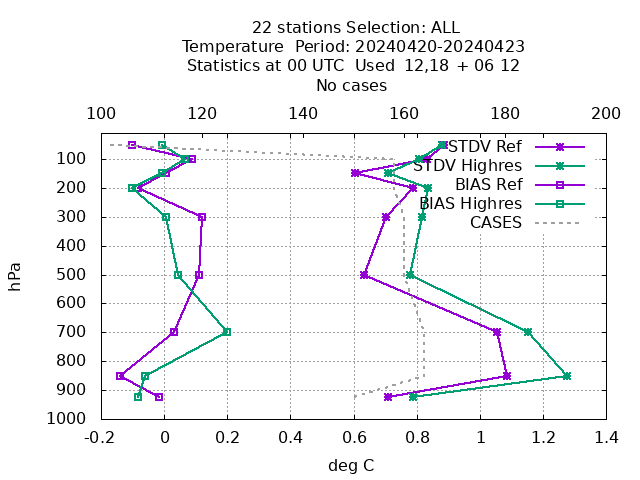 22 stations Selection: ALL
Temperature  Period: 20240420-20240423
Statistics at 00 UTC  Used  12,18 + 06 12
No cases
100 120 140 160 180 200
STDV Ref
STDV Highres
BIAS Ref
BIAS Highres
CASES
hPa
100
200
300
400
500
600
700
800
900
1000
-0.2 0 0.2 0.4 0.6 0.8 1 1.2 1.4
deg C